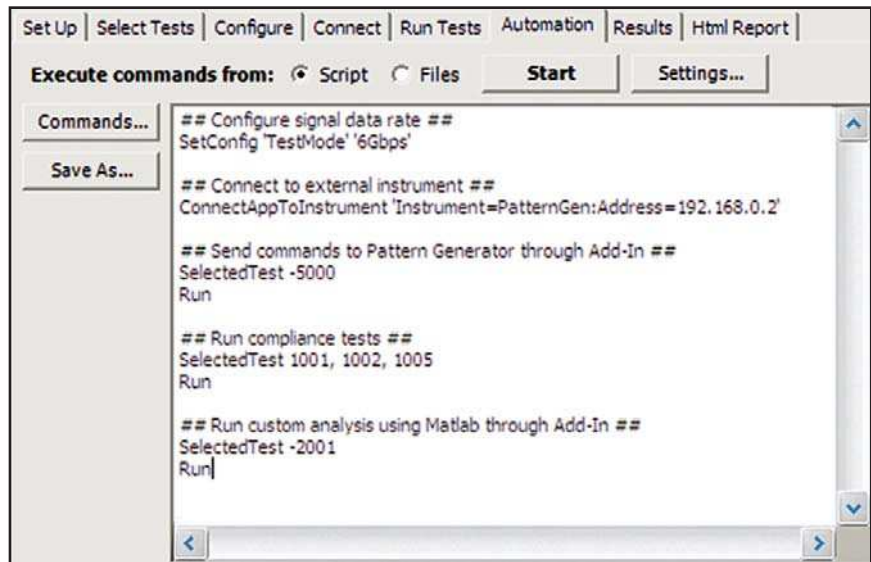 Set Up Select Tests Configure Connect Run Tests Automation Results Html Report
Execute commands from: Script Files Start Settings...
Commands...
Save As...
## Configure signal data rate ##
SetConfig 'TestMode' '6Gbps'
## Connect to external instrument ##
ConnectAppToInstrument 'Instrument=PatternGen:Address=192.168.0.2'
## Send commands to Pattern Generator through Add-In ##
SelectedTest -5000
Run
## Run compliance tests ##
SelectedTest 1001, 1002, 1005
Run
## Run custom analysis using Matlab through Add-In ##
SelectedTest -2001
Run